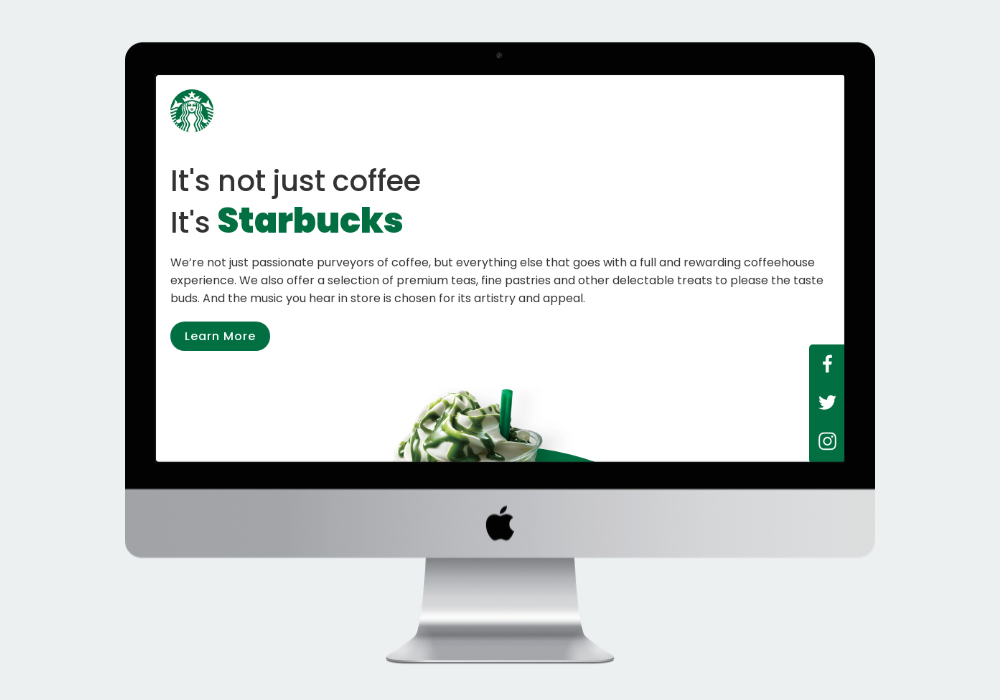 It's not just coffee
It's Starbucks
We’re not just passionate purveyors of coffee, but everything else that goes with a full and rewarding coffeehouse
experience. We also offer a selection of premium teas, fine pastries and other delectable treats to please the taste
buds. And the music you hear in store is chosen for its artistry and appeal.
Learn More